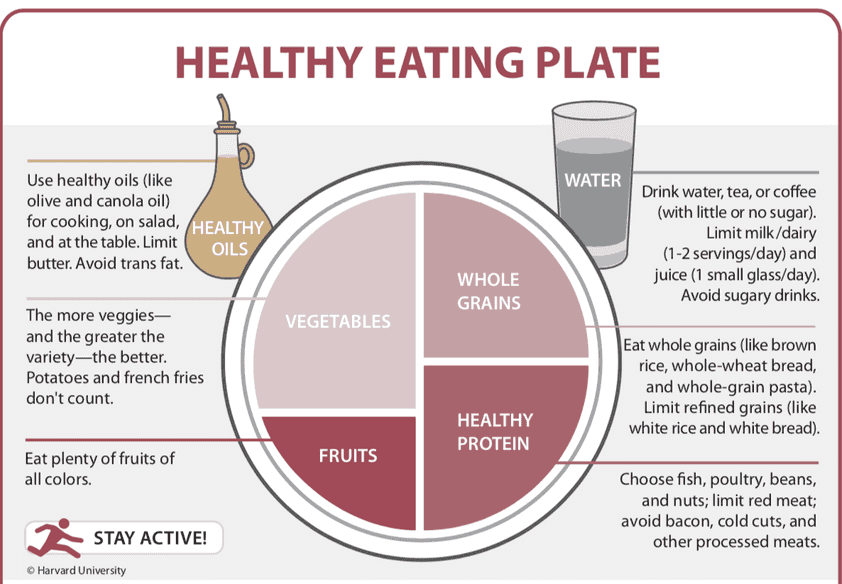 HEALTHY EATING PLATE
Use healthy oils (like
olive and canola oil)
for cooking, on salad,
and at the table. Limit
butter. Avoid trans fat.
HEALTHY
OILS
The more veggies—
and the greater the
variety—the better.
Potatoes and french fries
don't count.
Eat plenty of fruits of
all colors.
VEGETABLES
FRUITS
WHOLE
GRAINS
HEALTHY
PROTEIN
WATER
Drink water, tea, or coffee
(with little or no sugar).
Limit milk/dairy
(1-2 servings/day) and
juice (1 small glass/day).
Avoid sugary drinks.
Eat whole grains (like brown
rice, whole-wheat bread,
and whole-grain pasta).
Limit refined grains (like
white rice and white bread).
Choose fish, poultry, beans,
and nuts; limit red meat;
avoid bacon, cold cuts, and
other processed meats.
STAY ACTIVE!
© Harvard University